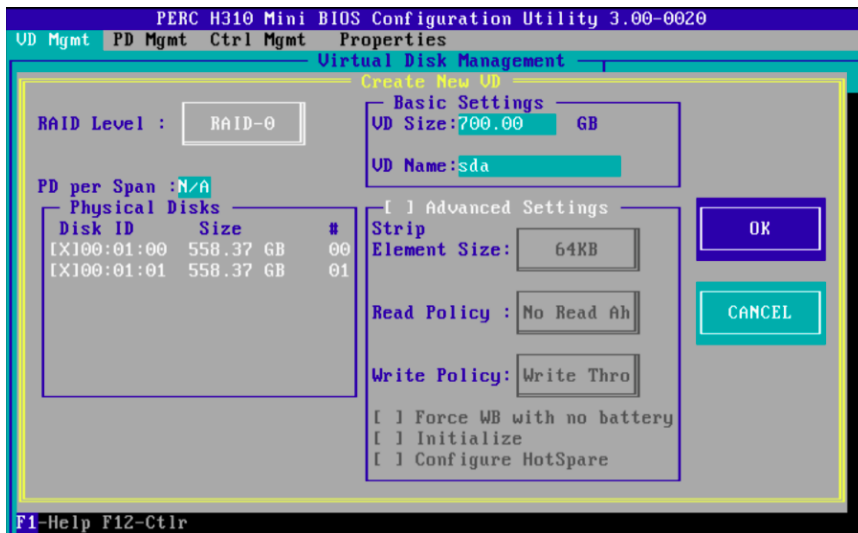 PERC H310 Mini BIOS Configuration Utility 3.00-0020
VD Mgmt PD Mgmt Ctrl Mgmt Properties
Virtual Disk Management
Create New VD
RAID Level : RAID-0
PD per Span :N/A
Physical Disks
Disk ID Size #
[X]00:01:00 558.37 GB 00
[X]00:01:01 558.37 GB 01
Basic Settings
VD Size:700.00 GB
VD Name:sda
[ ] Advanced Settings
Strip
Element Size: 64KB
Read Policy : No Read Ah
Write Policy: Write Thro
[ ] Force WB with no battery
[ ] Initialize
[ ] Configure HotSpare
OK
CANCEL
F1-Help F12-Ctlr